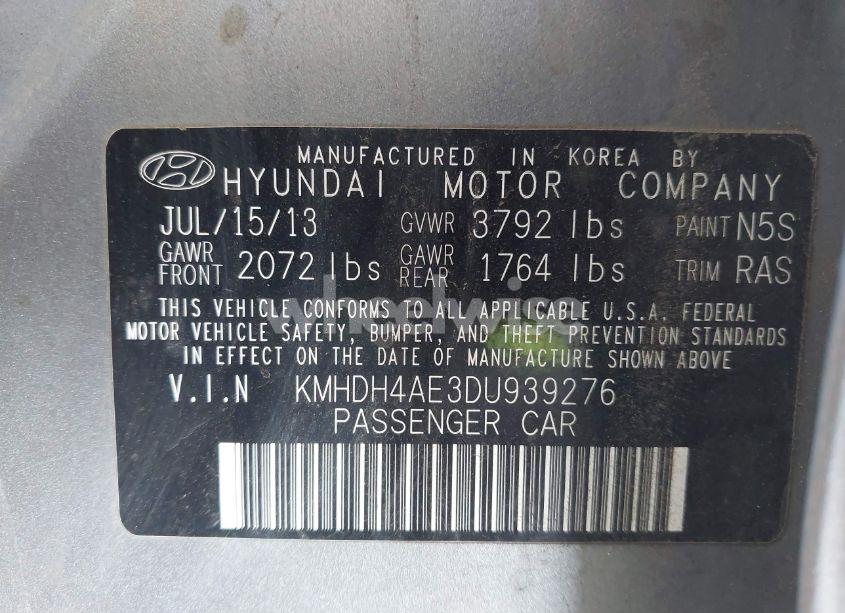 MANUFACTURED IN KOREA BY
HYUNDAI MOTOR COMPANY
JUL/15/13 GVWR 3792 lbs PAINT N5S
GAWR FRONT 2072 lbs GAWR REAR 1764 lbs TRIM RAS
THIS VEHICLE CONFORMS TO ALL APPLICABLE U.S.A. FEDERAL
MOTOR VEHICLE SAFETY, BUMPER, AND THEFT PREVENTION STANDARDS
IN EFFECT ON THE DATE OF MANUFACTURE SHOWN ABOVE
V.I.N KMHDH4AE3DU939276
PASSENGER CAR
wheelwise